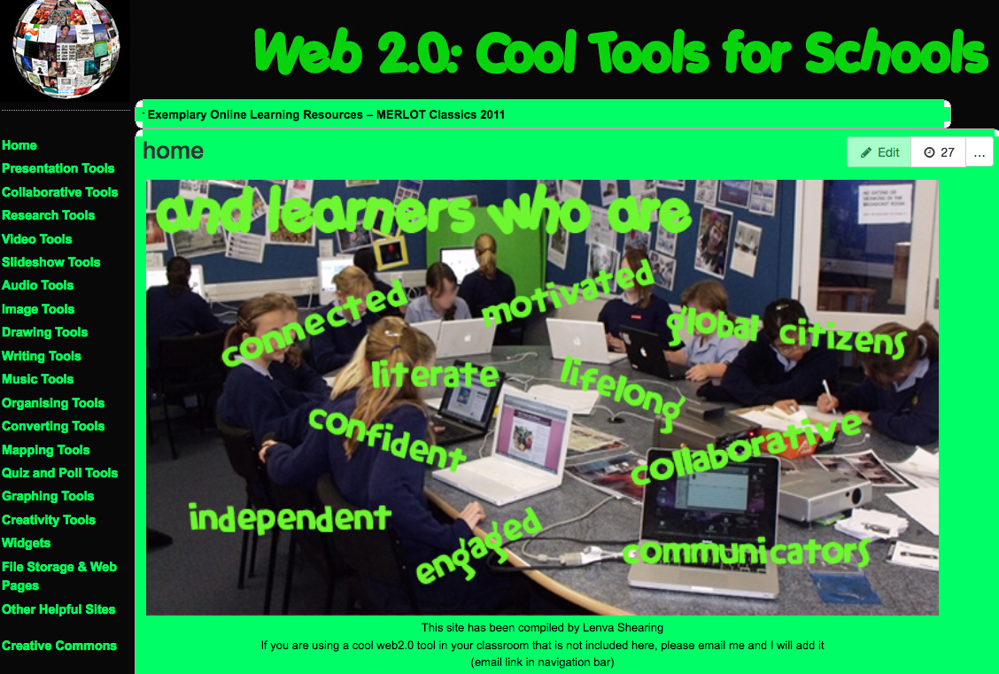 Web 2.0: Cool Tools for Schools
Exemplary Online Learning Resources – MERLOT Classics 2011
Home
Presentation Tools
Collaborative Tools
Research Tools
Video Tools
Slideshow Tools
Audio Tools
Image Tools
Drawing Tools
Writing Tools
Music Tools
Organising Tools
Converting Tools
Mapping Tools
Quiz and Poll Tools
Graphing Tools
Creativity Tools
Widgets
File Storage & Web
Pages
Other Helpful Sites
Creative Commons
home
Edit
27
...
and learners who are
connected
motivated
global citizens
literate
lifelong
confident
collaborative
independent
engaged
communicators
This site has been compiled by Lenva Shearing
If you are using a cool web2.0 tool in your classroom that is not included here, please email me and I will add it
(email link in navigation bar)